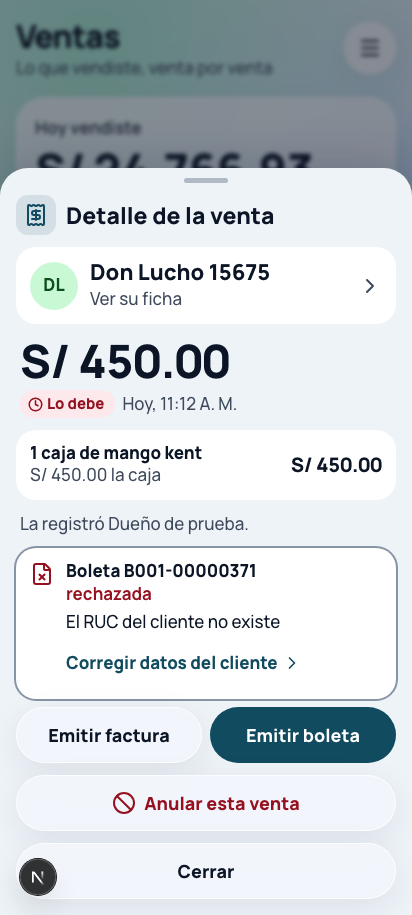 Ventas
Lo que vendiste, venta por venta
Hoy vendiste
S/ 24,766.93
Detalle de la venta
DL
Don Lucho 15675
Ver su ficha
S/ 450.00
Lo debe
Hoy, 11:12 A. M.
1 caja de mango kent
S/ 450.00 la caja
S/ 450.00
La registró Dueño de prueba.
Boleta B001-00000371
rechazada
El RUC del cliente no existe
Corregir datos del cliente
Emitir factura
Emitir boleta
Anular esta venta
Cerrar
N